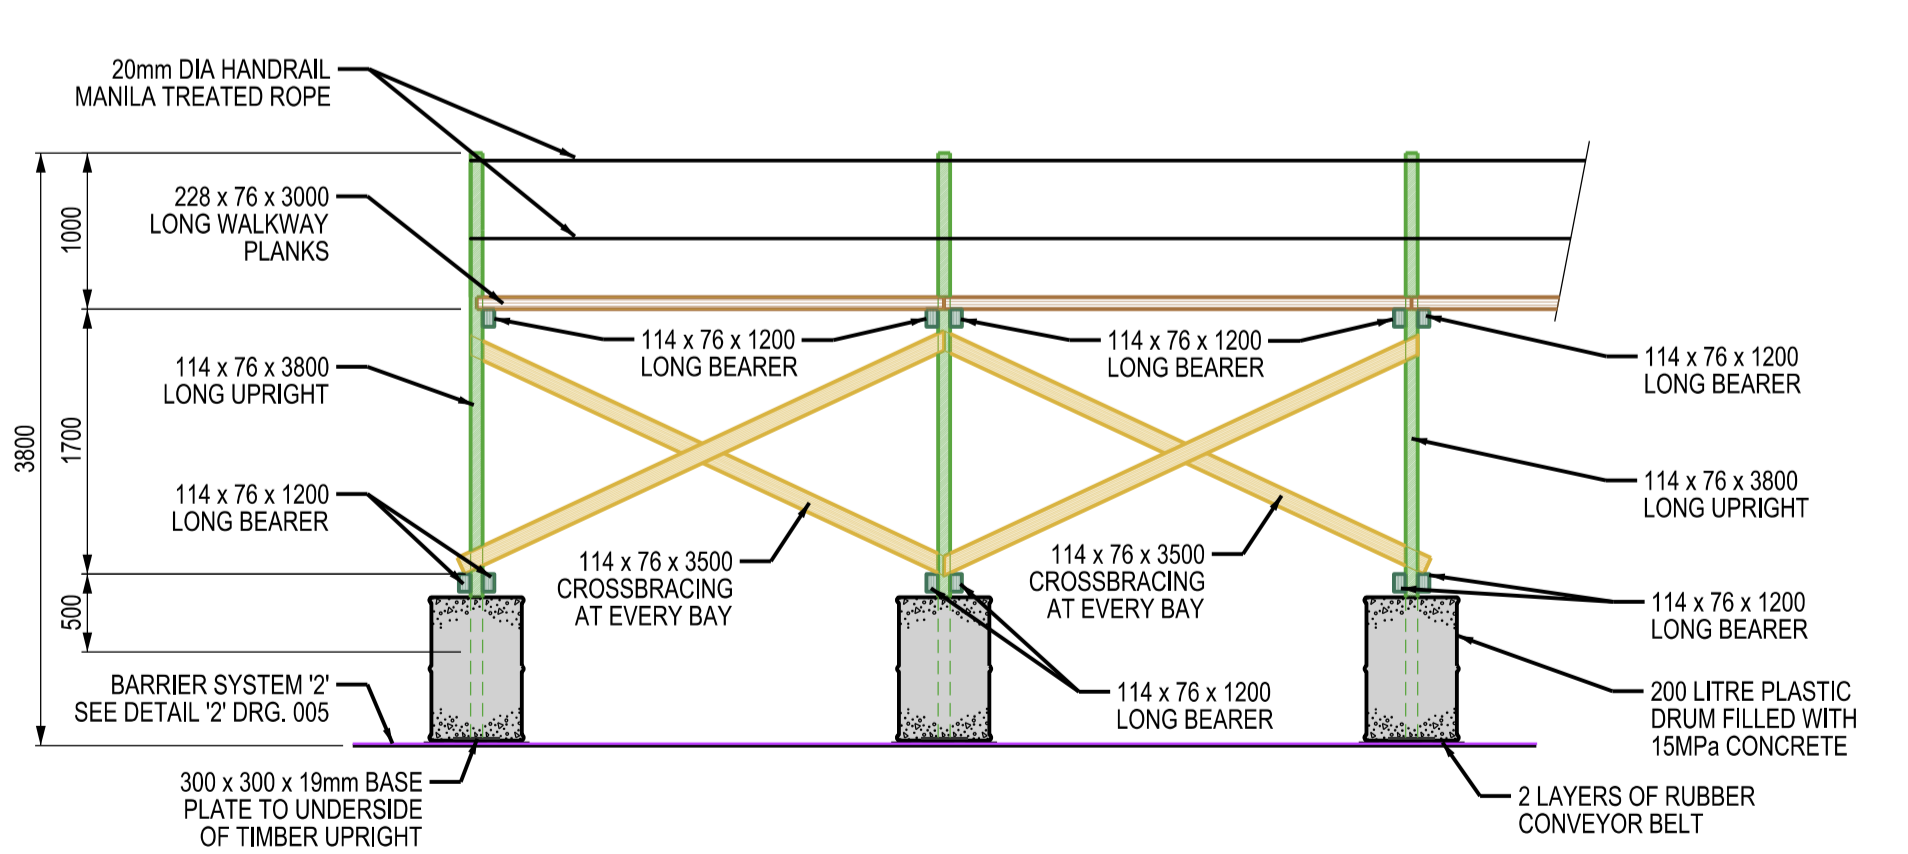 20mm DIA HANDRAIL
MANILA TREATED ROPE
228 x 76 x 3000
LONG WALKWAY
PLANKS
1000
114 x 76 x 1200
LONG BEARER
114 x 76 x 1200
LONG BEARER
114 x 76 x 1200
LONG BEARER
114 x 76 x 3800
LONG UPRIGHT
3800
1700
114 x 76 x 3800
LONG UPRIGHT
114 x 76 x 1200
LONG BEARER
114 x 76 x 3500
CROSSBRACING
AT EVERY BAY
114 x 76 x 3500
CROSSBRACING
AT EVERY BAY
500
114 x 76 x 1200
LONG BEARER
BARRIER SYSTEM '2'
SEE DETAIL '2' DRG. 005
114 x 76 x 1200
LONG BEARER
200 LITRE PLASTIC
DRUM FILLED WITH
15MPa CONCRETE
300 x 300 x 19mm BASE
PLATE TO UNDERSIDE
OF TIMBER UPRIGHT
2 LAYERS OF RUBBER
CONVEYOR BELT